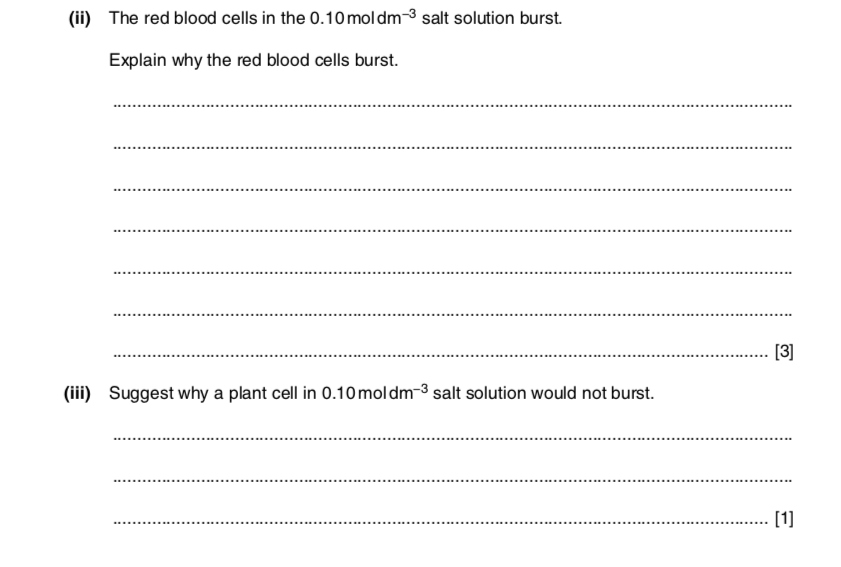 (ii) The red blood cells in the 0.10 mol dm⁻³ salt solution burst.
Explain why the red blood cells burst.
[3]
(iii) Suggest why a plant cell in 0.10 mol dm⁻³ salt solution would not burst.
[1]